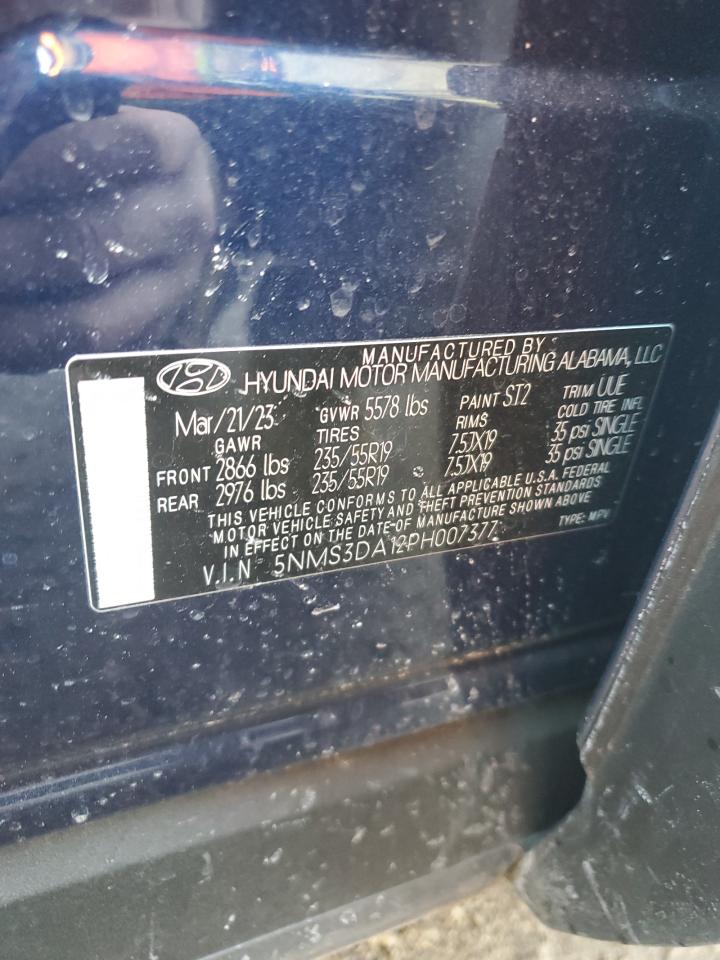 MANUFACTURED BY
HYUNDAI MOTOR MANUFACTURING ALABAMA, LLC
Mar/21/23 GVWR 5578 lbs PAINT ST2 TRIM UUE
GAWR TIRES RIMS COLD TIRE INFL
FRONT 2866 lbs 235/55R19 7.5JX19 35 psi SINGLE
REAR 2976 lbs 235/55R19 7.5JX19 35 psi SINGLE
THIS VEHICLE CONFORMS TO ALL APPLICABLE U.S.A. FEDERAL
MOTOR VEHICLE SAFETY AND THEFT PREVENTION STANDARDS
IN EFFECT ON THE DATE OF MANUFACTURE SHOWN ABOVE
V.I.N 5NMS3DA12PH007377 TYPE: MPV